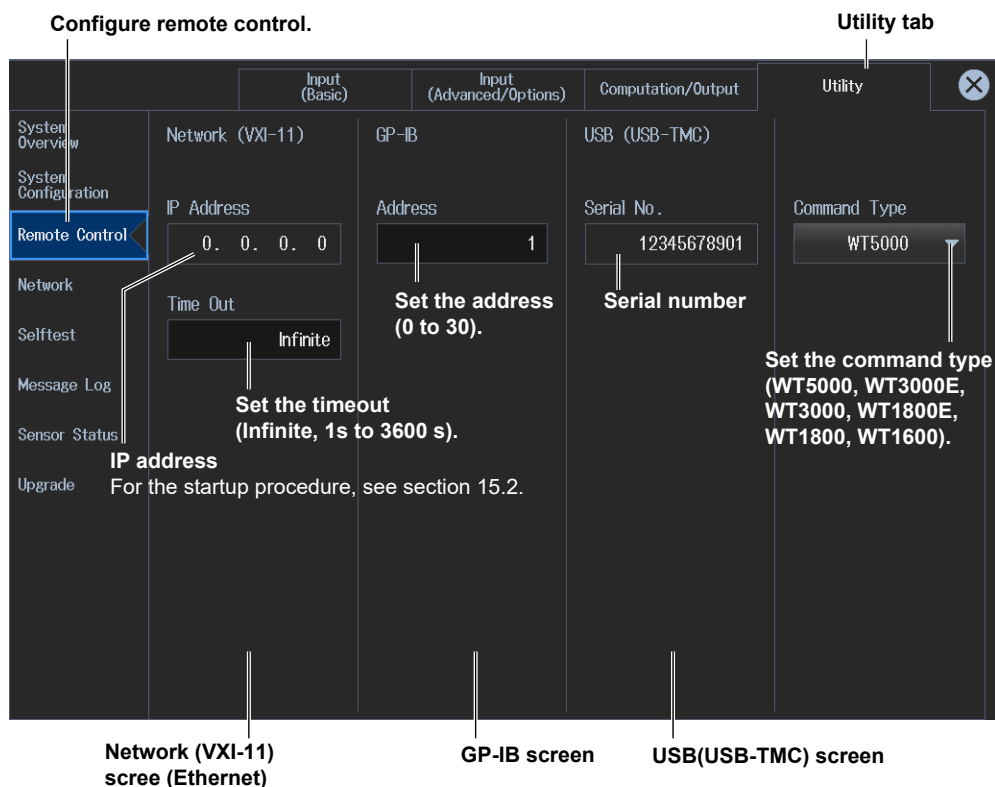 Configure remote control.
Utility tab
Input
(Basic)
Input
(Advanced/Options)
Computation/Output
Utility
System
Overview
System
Configuration
Remote Control
Network
Selftest
Message Log
Sensor Status
Upgrade
Network (VXI-11)
IP Address
0. 0. 0. 0
Time Out
Infinite
Set the timeout
(Infinite, 1s to 3600 s).
IP address
For the startup procedure, see section 15.2.
GP-IB
Address
1
Set the address
(0 to 30).
USB (USB-TMC)
Serial No.
12345678901
Serial number
Command Type
WT5000
Set the command type
(WT5000, WT3000E,
WT3000, WT1800E,
WT1800, WT1600).
Network (VXI-11)
scree (Ethernet)
GP-IB screen
USB(USB-TMC) screen